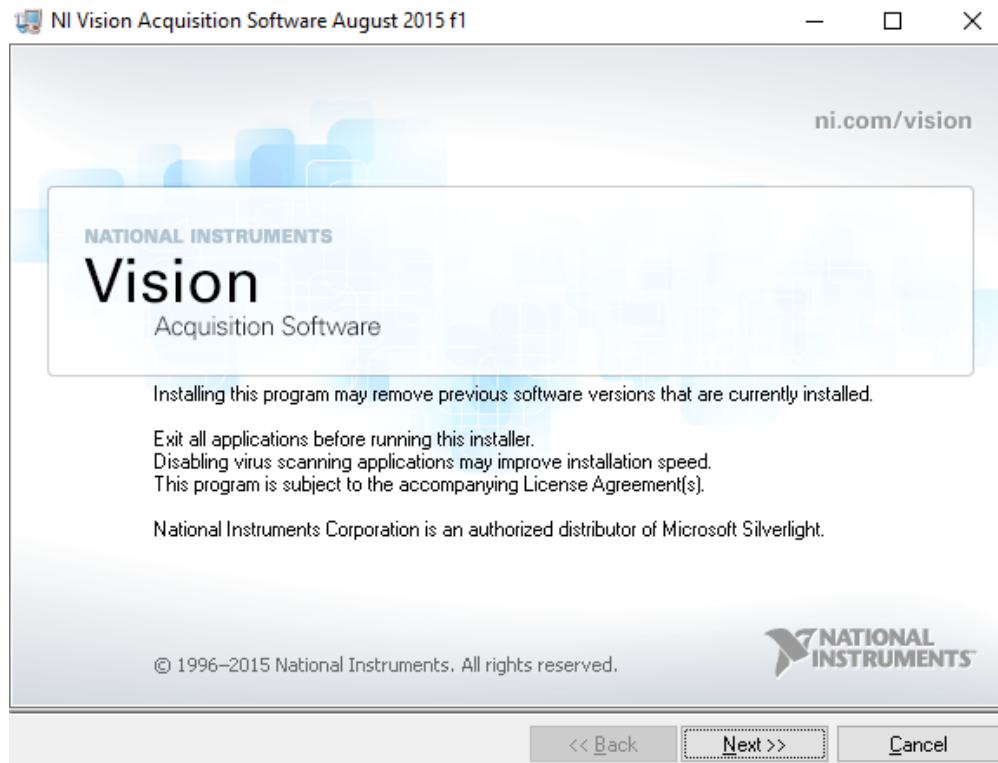 NI Vision Acquisition Software August 2015 f1
ni.com/vision
NATIONAL INSTRUMENTS
Vision
Acquisition Software
Installing this program may remove previous software versions that are currently installed.
Exit all applications before running this installer.
Disabling virus scanning applications may improve installation speed.
This program is subject to the accompanying License Agreement(s).
National Instruments Corporation is an authorized distributor of Microsoft Silverlight.
© 1996–2015 National Instruments. All rights reserved.
NATIONAL
INSTRUMENTS
<< Back Next >> Cancel